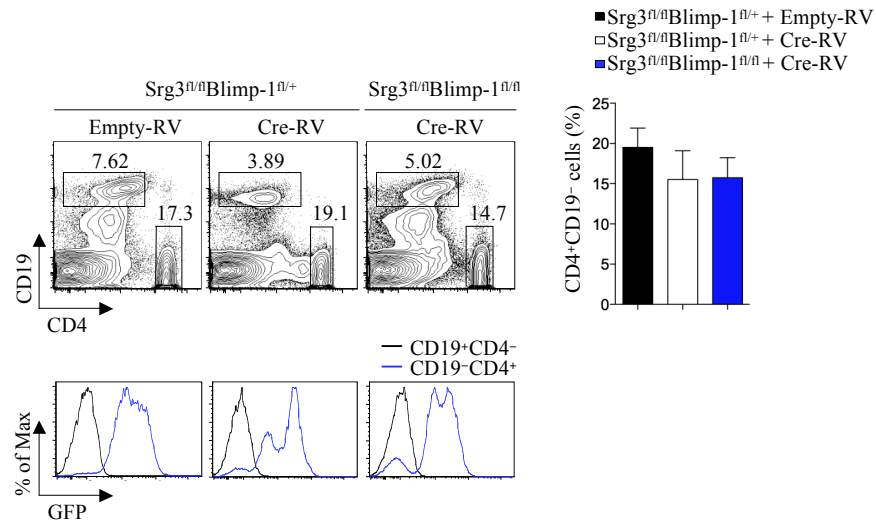 Srg3fl/flBlimp-1fl/+ + Empty-RV
Srg3fl/flBlimp-1fl/+ + Cre-RV
Srg3fl/flBlimp-1fl/fl + Cre-RV
Srg3fl/flBlimp-1fl/+ Srg3fl/flBlimp-1fl/fl
Empty-RV Cre-RV Cre-RV
7.62 3.89 5.02
17.3 19.1 14.7
CD19
CD4
CD4+CD19- cells (%)
25
20
15
10
5
0
CD19+CD4-
CD19-CD4+
% of Max
GFP